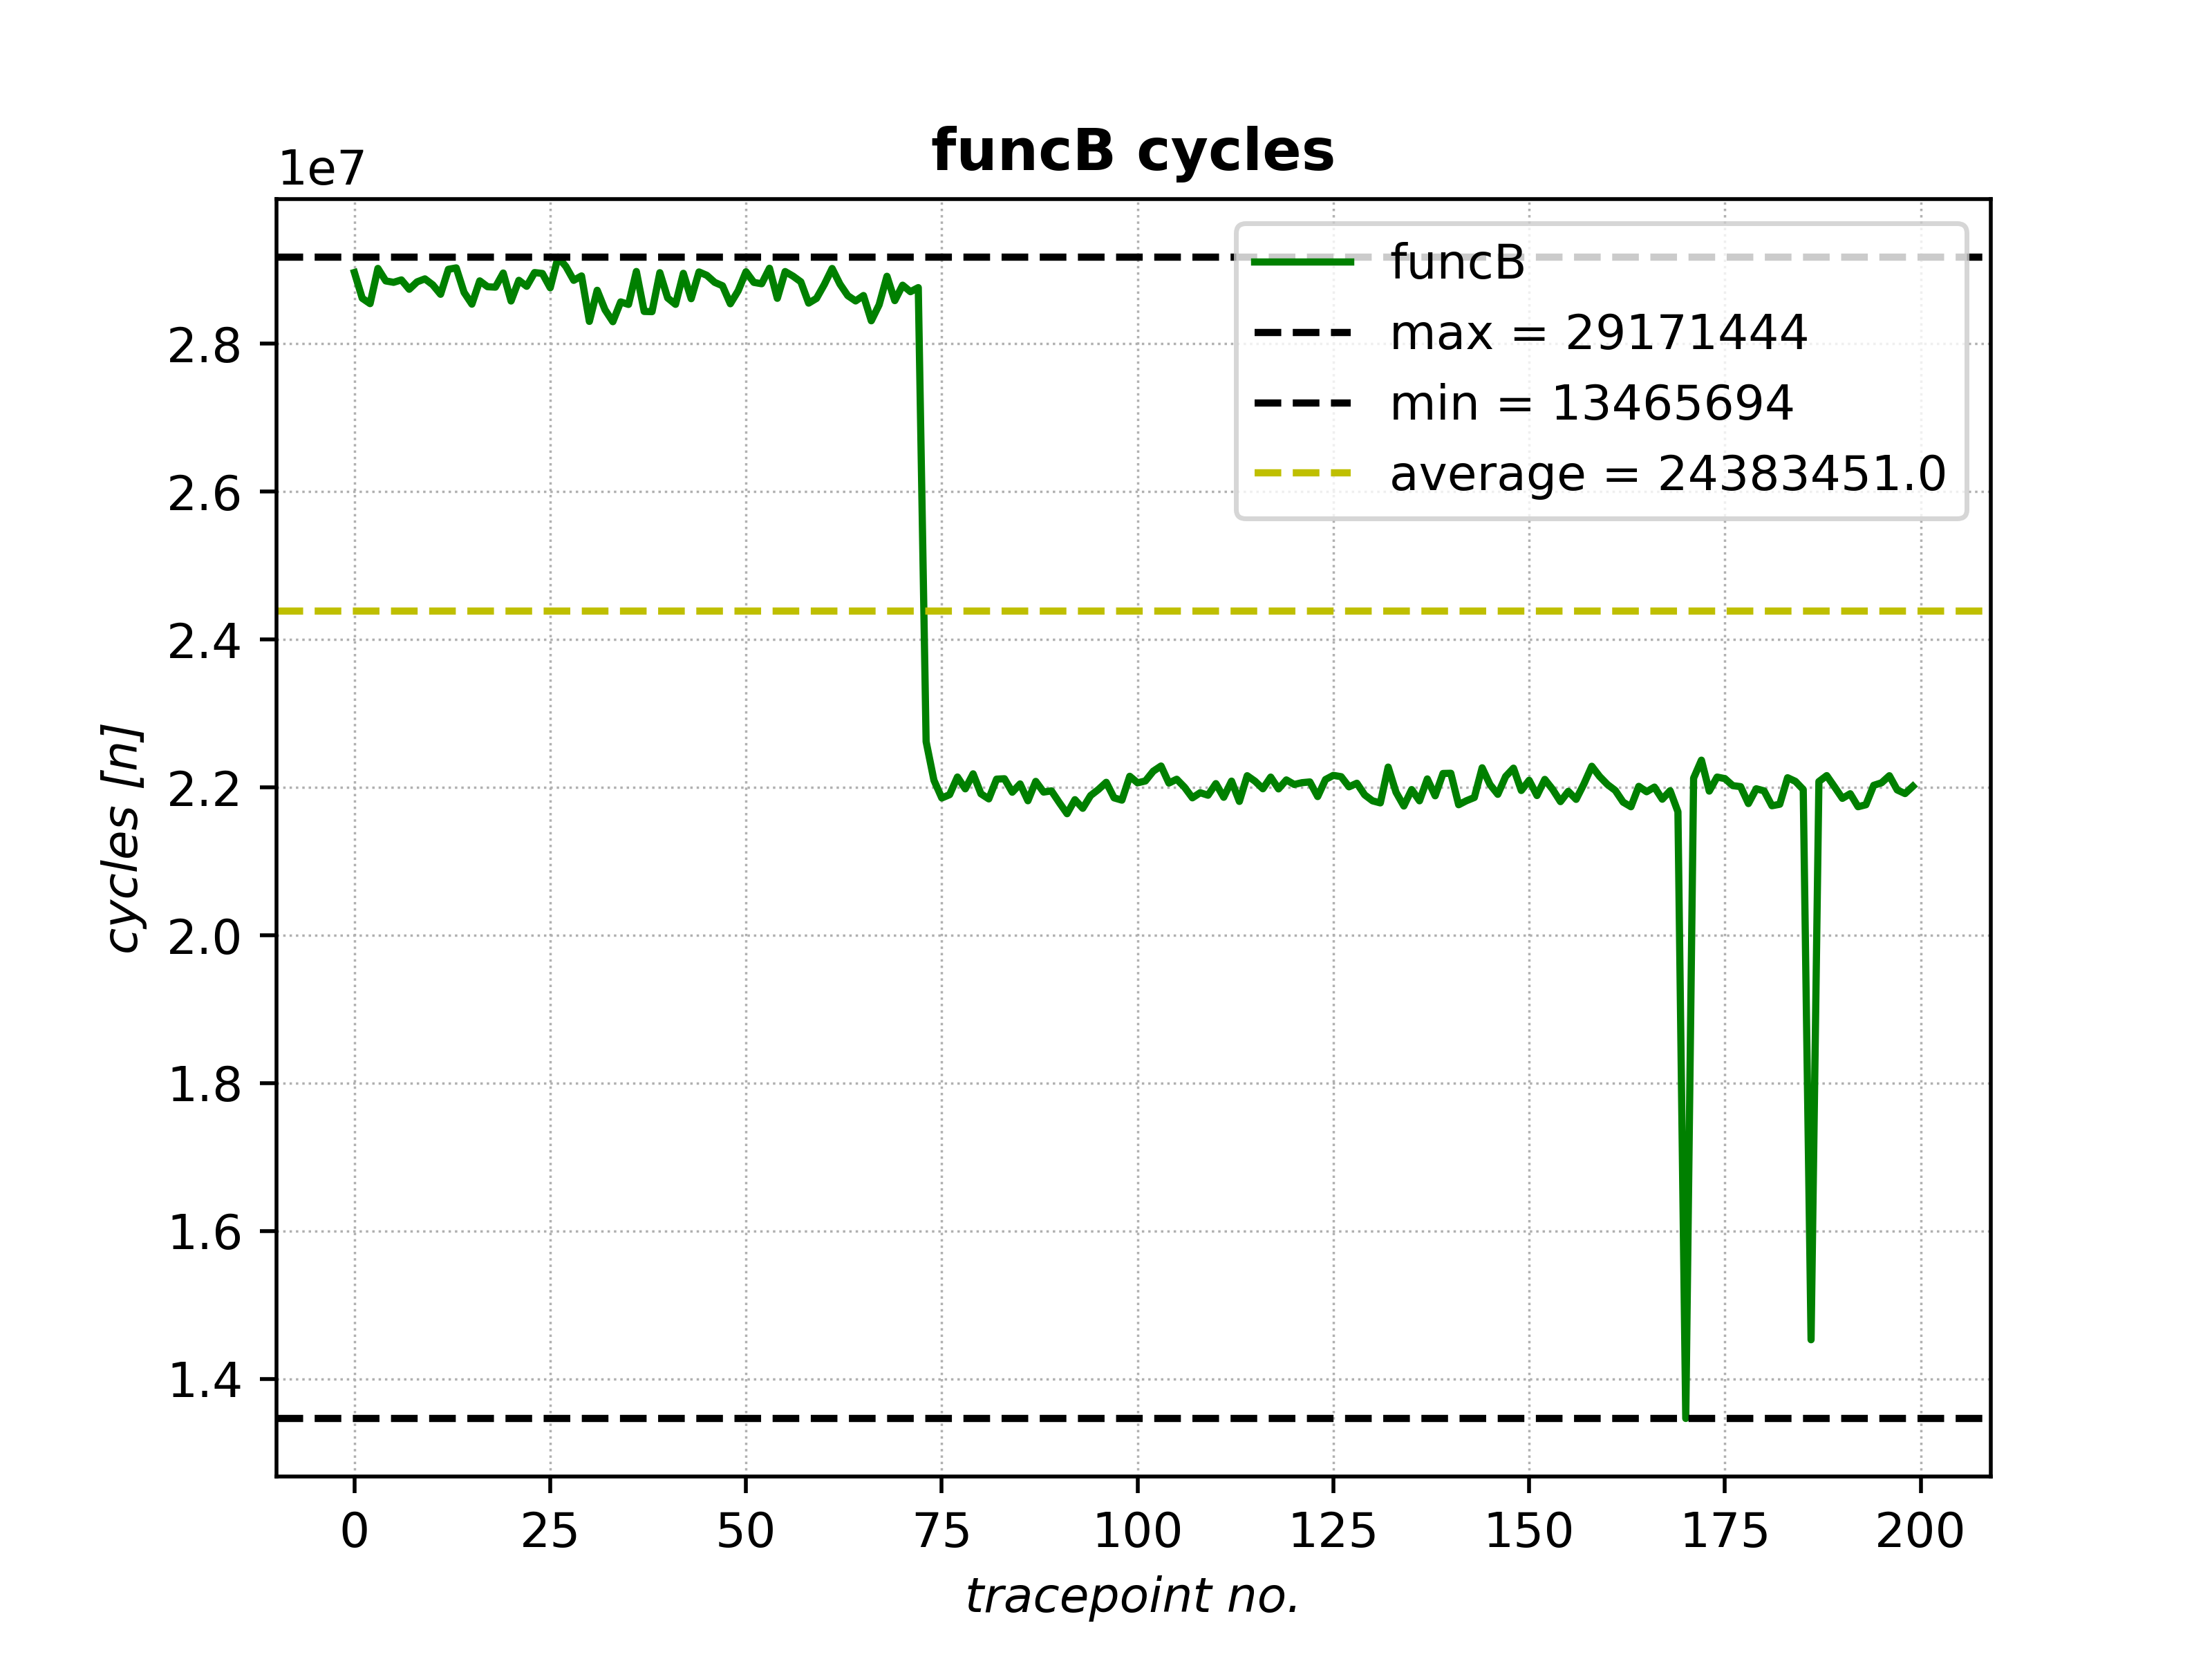 funcB cycles
1e7
funcB
max = 29171444
min = 13465694
average = 24383451.0
2.8
2.6
2.4
2.2
2.0
1.8
1.6
1.4
cycles [n]
0 25 50 75 100 125 150 175 200
tracepoint no.